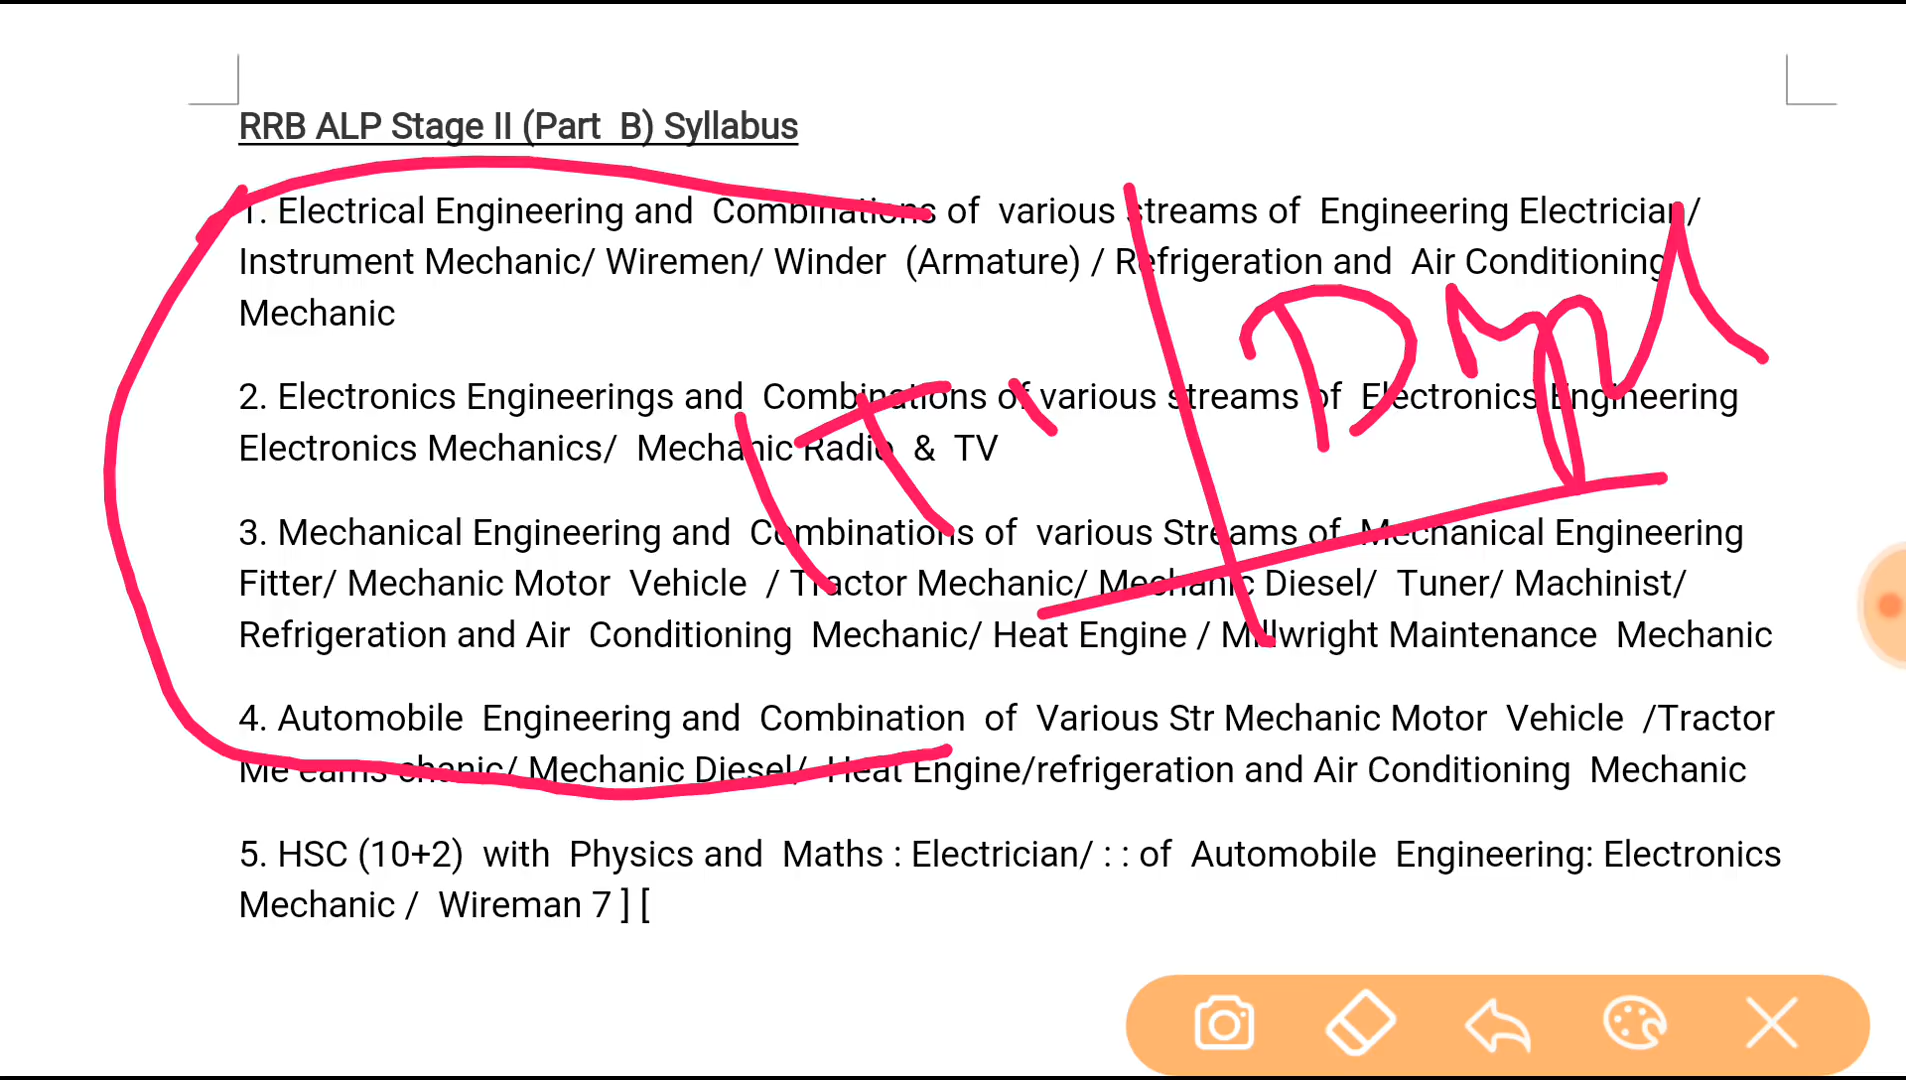 RRB ALP Stage II (Part B) Syllabus
1. Electrical Engineering and Combinations of various streams of Engineering Electrician/
Instrument Mechanic/ Wiremen/ Winder (Armature) / Refrigeration and Air Conditioning
Mechanic
2. Electronics Engineerings and Combinations of various streams of Electronics Engineering
Electronics Mechanics/ Mechanic Radio & TV
3. Mechanical Engineering and Combinations of various Streams of Mechanical Engineering
Fitter/ Mechanic Motor Vehicle / Tractor Mechanic/ Mechanic Diesel/ Tuner/ Machinist/
Refrigeration and Air Conditioning Mechanic/ Heat Engine / Millwright Maintenance Mechanic
4. Automobile Engineering and Combination of Various Str Mechanic Motor Vehicle /Tractor
Me eams chanic/ Mechanic Diesel/ Heat Engine/refrigeration and Air Conditioning Mechanic
5. HSC (10+2) with Physics and Maths : Electrician/ : : of Automobile Engineering: Electronics
Mechanic / Wireman 7 ] [